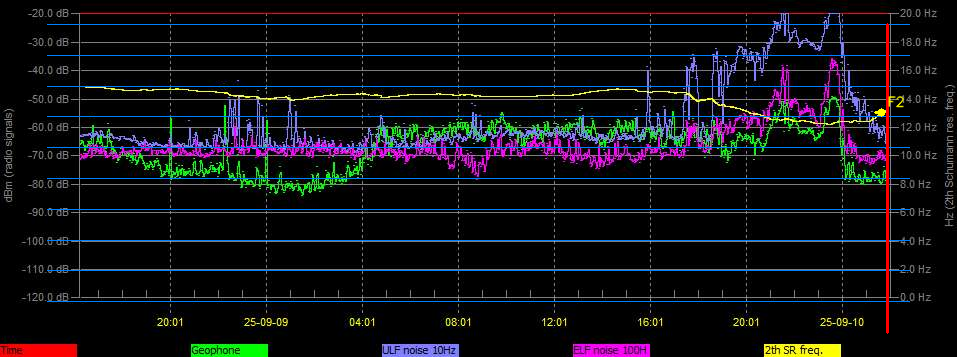 -20.0 dB 20.0 Hz
-30.0 dB 18.0 Hz
-40.0 dB 16.0 Hz
-50.0 dB 14.0 Hz
F2
-60.0 dB 12.0 Hz
-70.0 dB 10.0 Hz
-80.0 dB 8.0 Hz
-90.0 dB 6.0 Hz
-100.0 dB 4.0 Hz
-110.0 dB 2.0 Hz
-120.0 dB 0.0 Hz
dBm (radio signals)
Hz (2th Schumann res. freq.)
20:01 25-09-09 04:01 08:01 12:01 16:01 20:01 25-09-10
Time Geophone ULF noise 10Hz ELF noise 100H 2th SR freq.